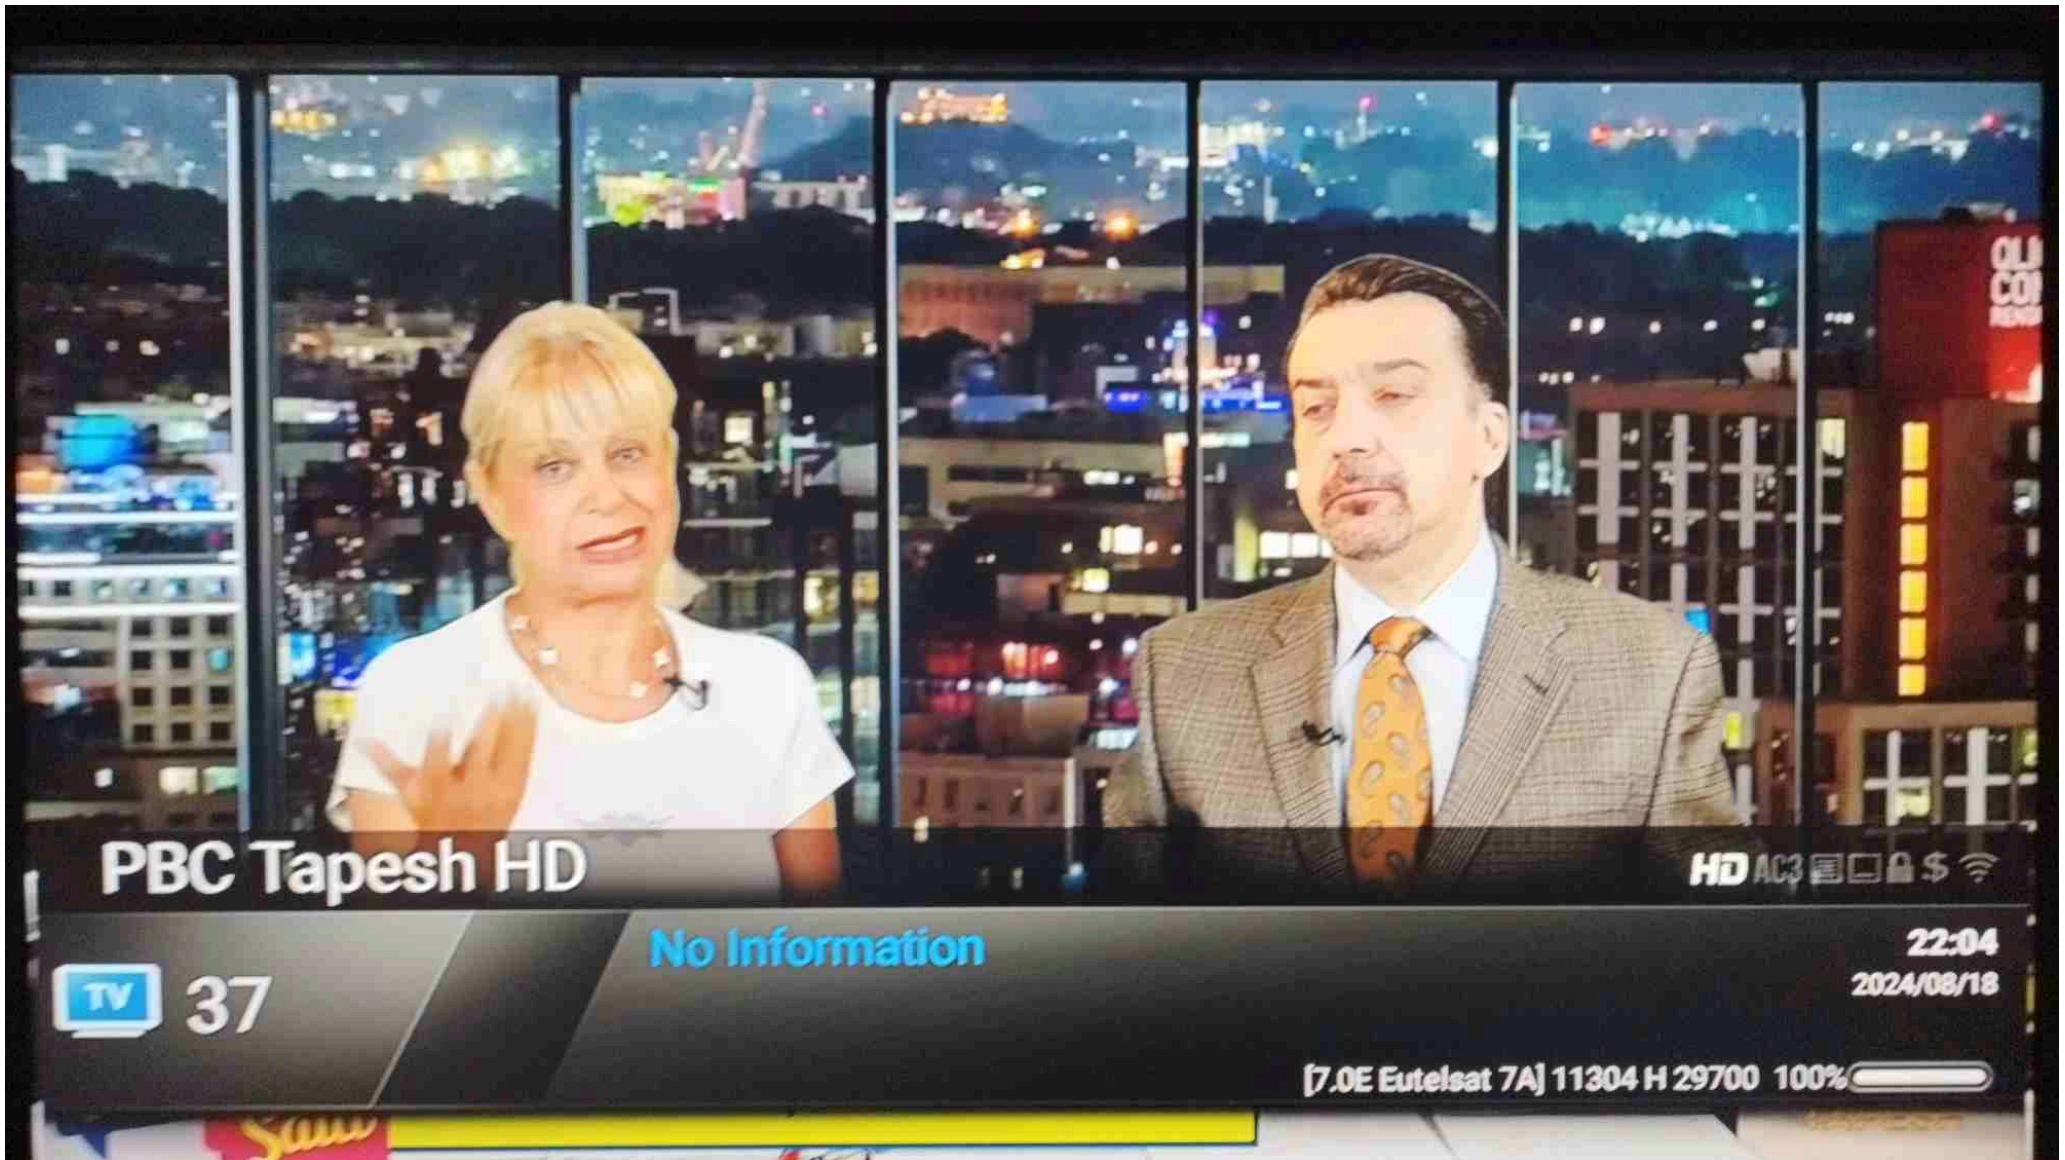 PBC Tapesh HD
HD AC3 $
No Information
TV 37
22:04
2024/08/18
[7.0E Eutelsat 7A] 11304 H 29700 100%